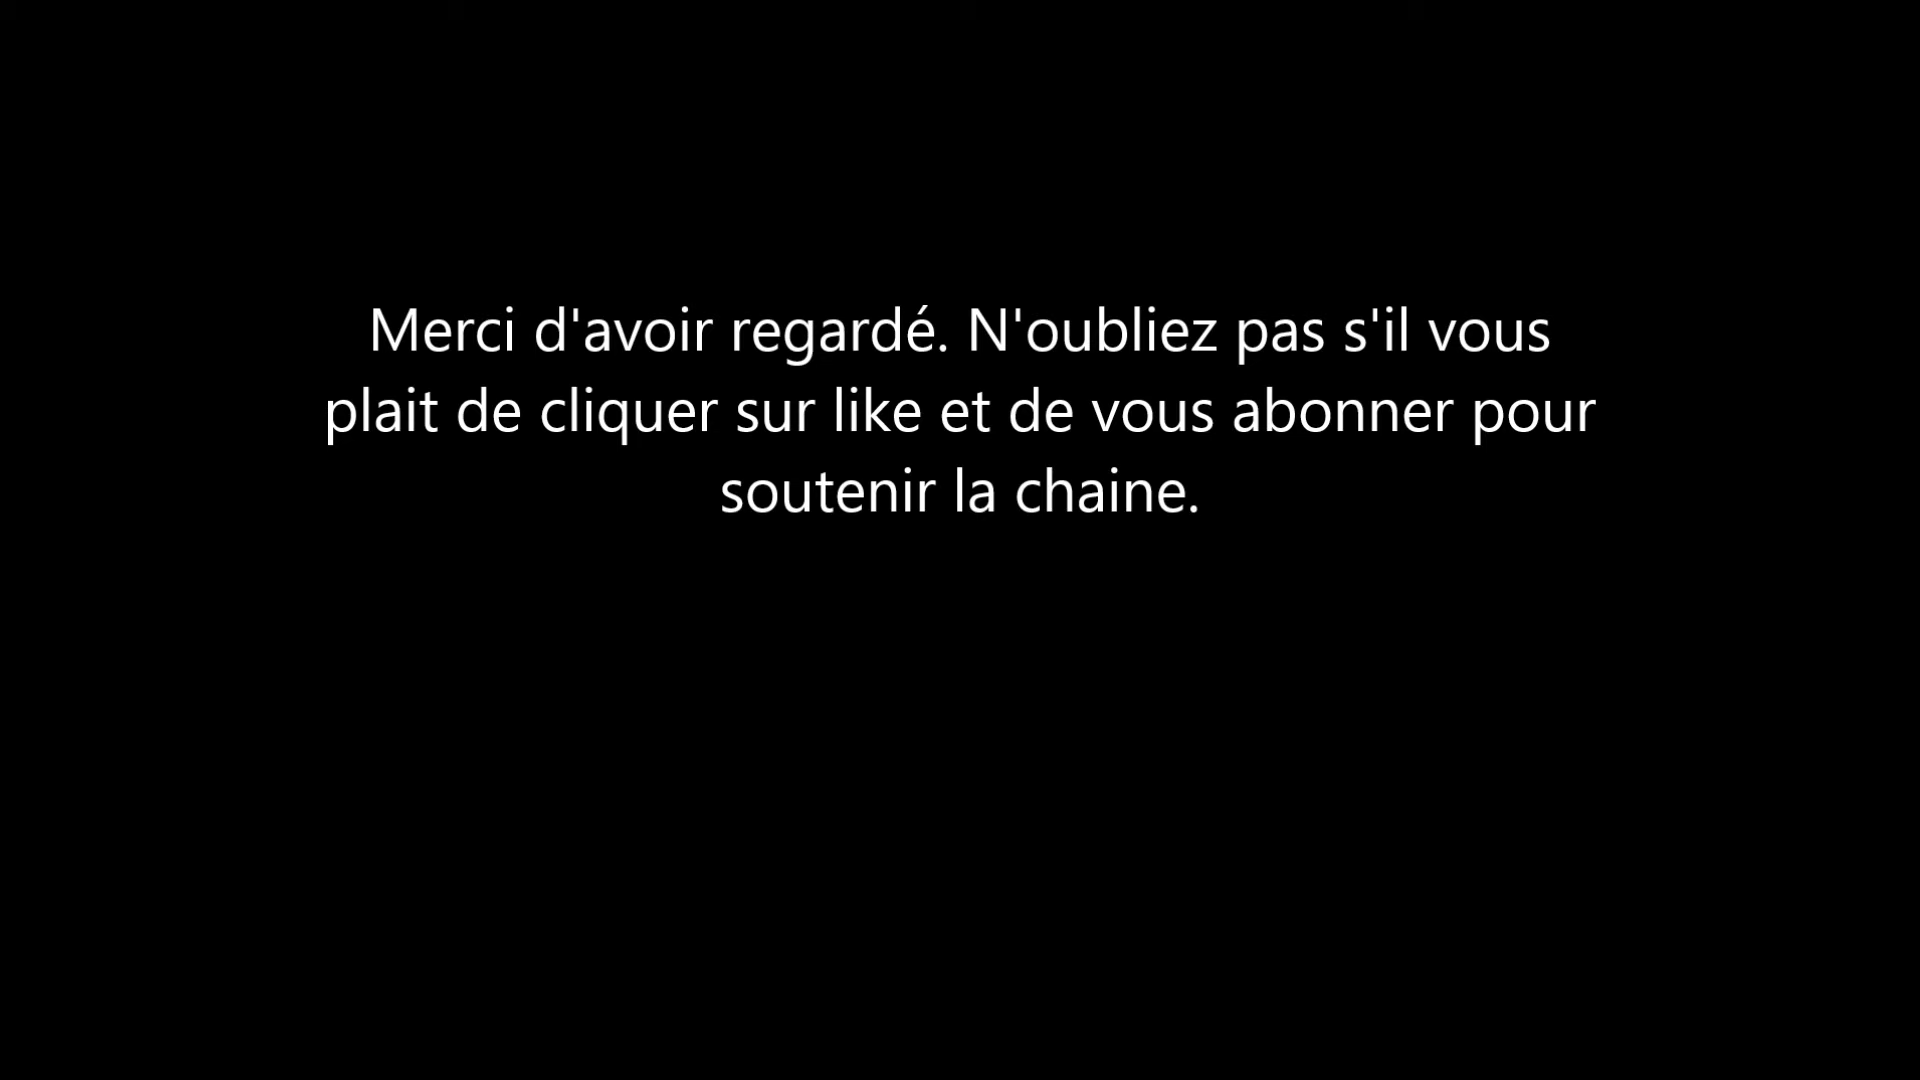 Merci d'avoir regardé. N'oubliez pas s'il vous
plait de cliquer sur like et de vous abonner pour
soutenir la chaine.